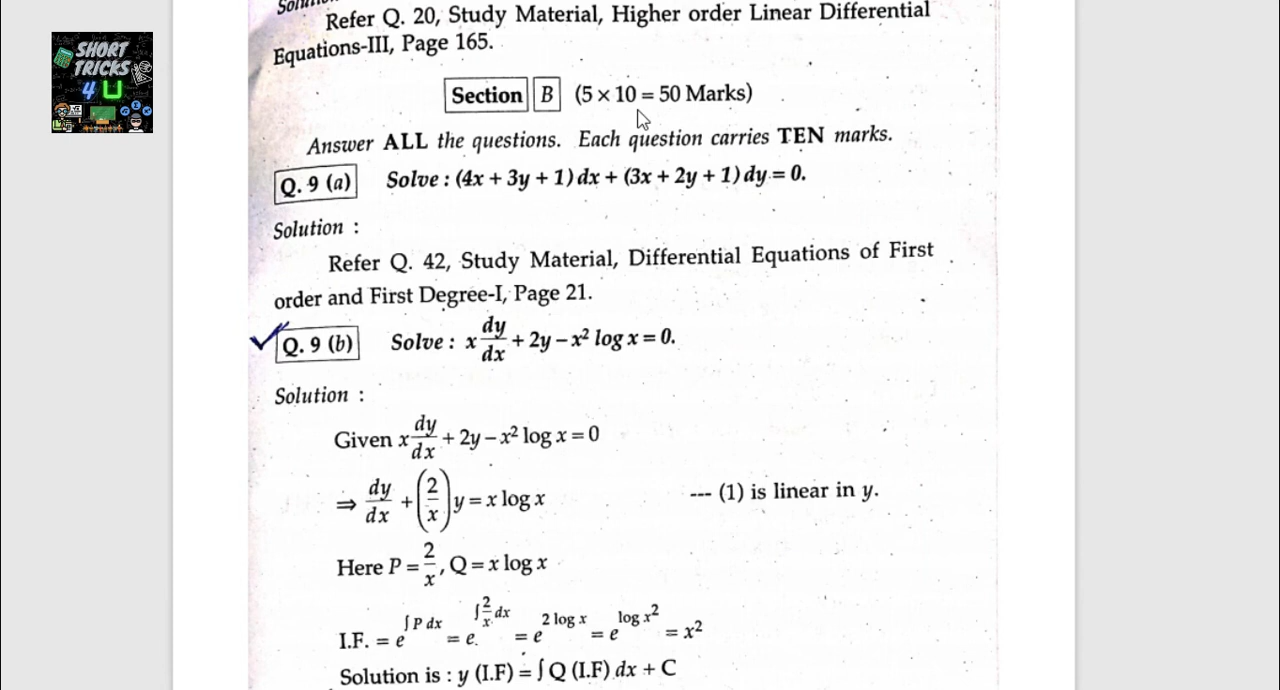 SHORT
TRICKS
4 U
Refer Q. 20, Study Material, Higher order Linear Differential
Equations-III, Page 165.
Section B (5 × 10 = 50 Marks)
Answer ALL the questions. Each question carries TEN marks.
Q. 9 (a) Solve : (4x + 3y + 1) dx + (3x + 2y + 1) dy = 0.
Solution :
Refer Q. 42, Study Material, Differential Equations of First
order and First Degree-I, Page 21.
Q. 9 (b) Solve : x dy/dx + 2y – x² log x = 0.
Solution :
Given x dy/dx + 2y – x² log x = 0
⇒ dy/dx + (2/x) y = x log x --- (1) is linear in y.
Here P = 2/x, Q = x log x
I.F. = e^∫P dx = e^∫2/x dx = e^2 log x = e^log x² = x²
Solution is : y (I.F) = ∫ Q (I.F) dx + C